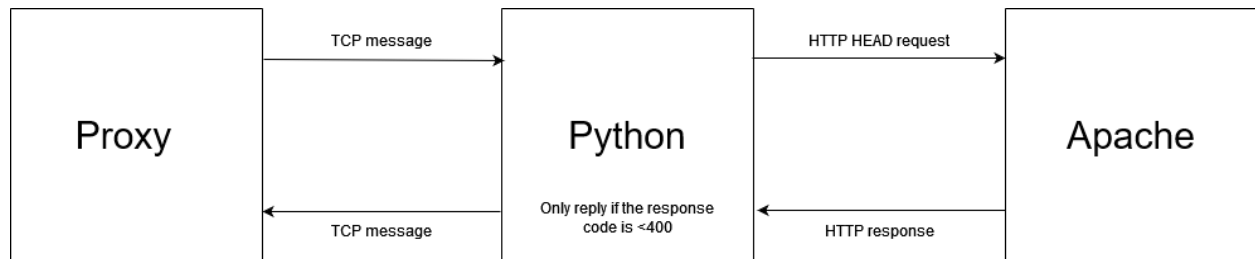 TCP message
HTTP HEAD request
Proxy
Python
Apache
Only reply if the response
code is <400
TCP message
HTTP response